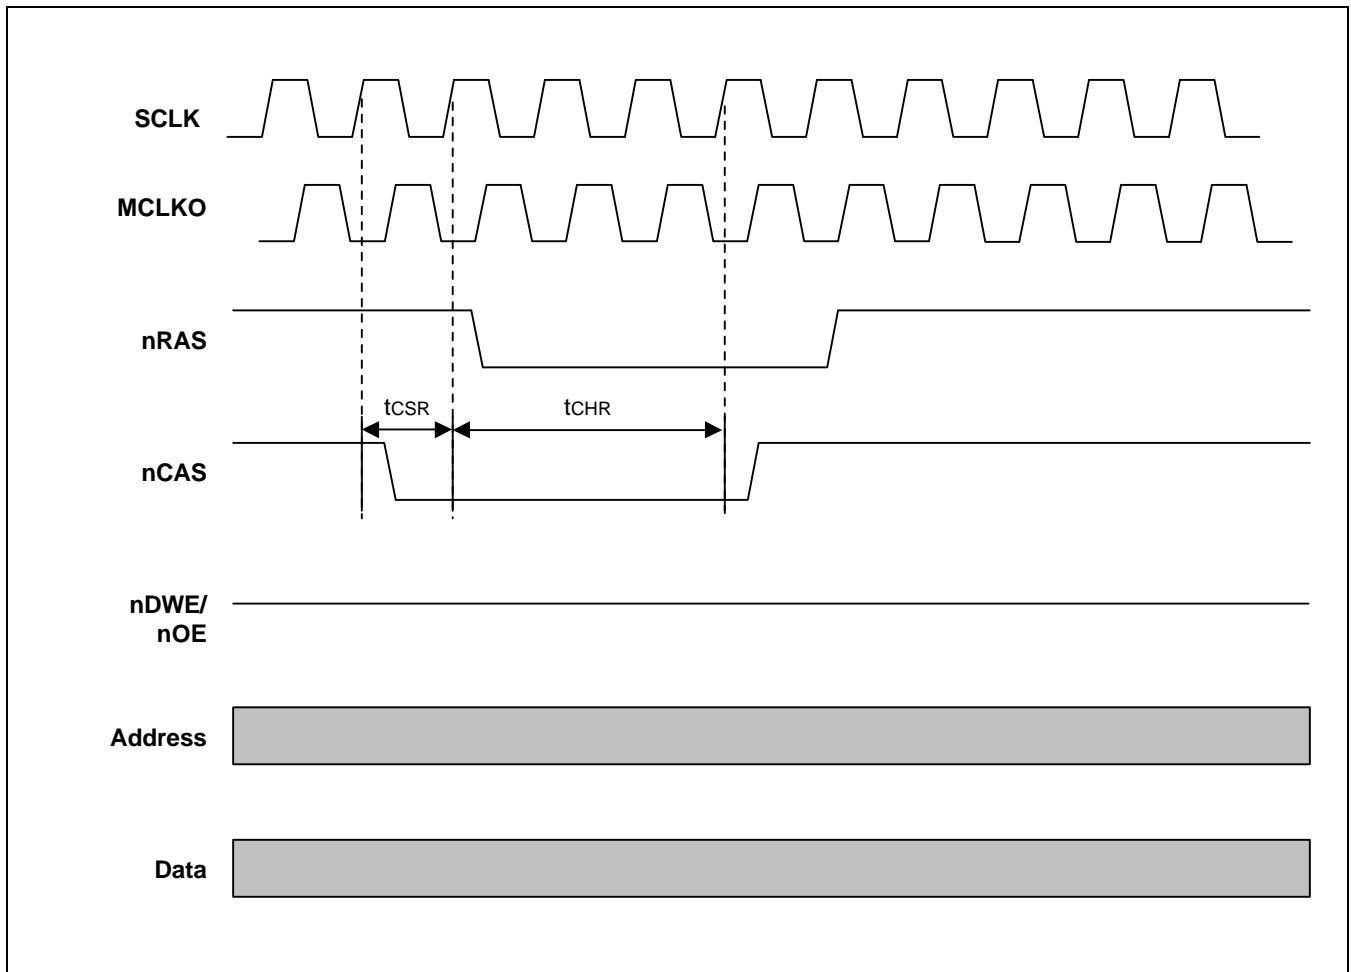 SCLK
MCLKO
nRAS
tCSR
tCHR
nCAS
nDWE/
nOE
Address
Data